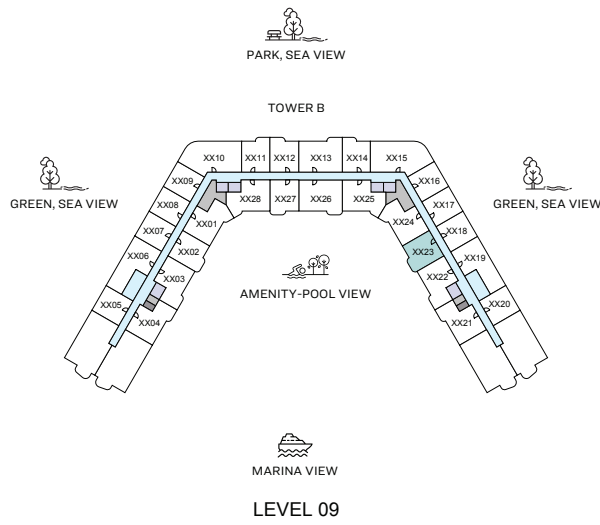 PARK, SEA VIEW
TOWER B
XX10 XX11 XX12 XX13 XX14 XX15
XX09 XX16
GREEN, SEA VIEW GREEN, SEA VIEW
XX28 XX27 XX26 XX25
XX08 XX17
XX01 XX24
XX07 XX18
XX02 XX23
XX06 XX19
XX03 XX22
AMENITY-POOL VIEW
XX05 XX20
XX04 XX21
MARINA VIEW
LEVEL 09